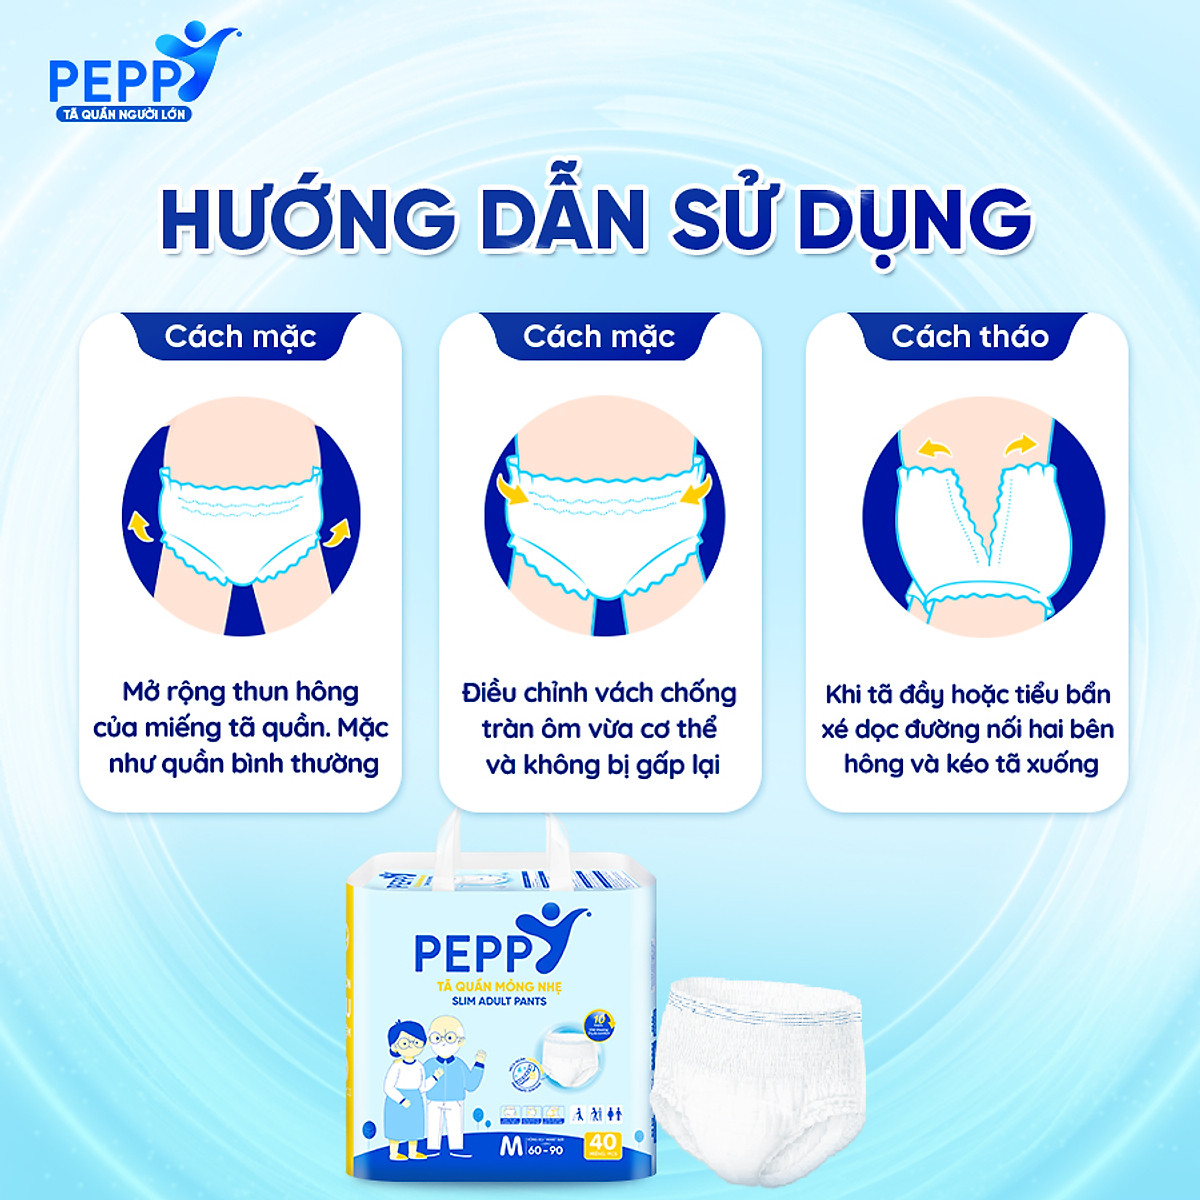 PEPPY
TÃ QUẦN NGƯỜI LỚN
HƯỚNG DẪN SỬ DỤNG
Cách mặc
Mở rộng thun hông
của miếng tã quần. Mặc
như quần bình thường
Cách mặc
Điều chỉnh vách chống
tràn ôm vừa cơ thể
và không bị gấp lại
Cách tháo
Khi tã đầy hoặc tiểu bẩn
xé dọc đường nối hai bên
hông và kéo tã xuống
PEPPY
TÃ QUẦN MỎNG NHẸ
SLIM ADULT PANTS
10
M
60-90
40